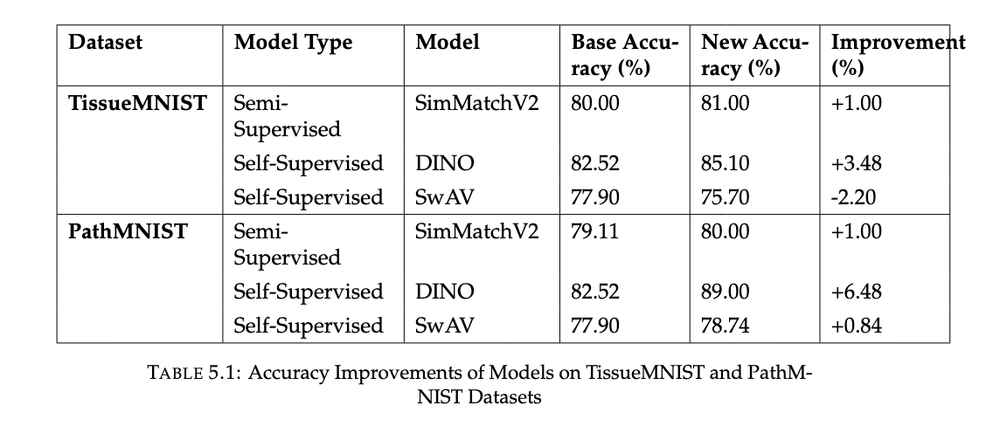 Dataset Model Type Model Base Accu- New Accu- Improvement
racy (%) racy (%) (%)
TissueMNIST Semi- SimMatchV2 80.00 81.00 +1.00
Supervised
Self-Supervised DINO 82.52 85.10 +3.48
Self-Supervised SwAV 77.90 75.70 -2.20
PathMNIST Semi- SimMatchV2 79.11 80.00 +1.00
Supervised
Self-Supervised DINO 82.52 89.00 +6.48
Self-Supervised SwAV 77.90 78.74 +0.84
TABLE 5.1: Accuracy Improvements of Models on TissueMNIST and PathM-
NIST Datasets